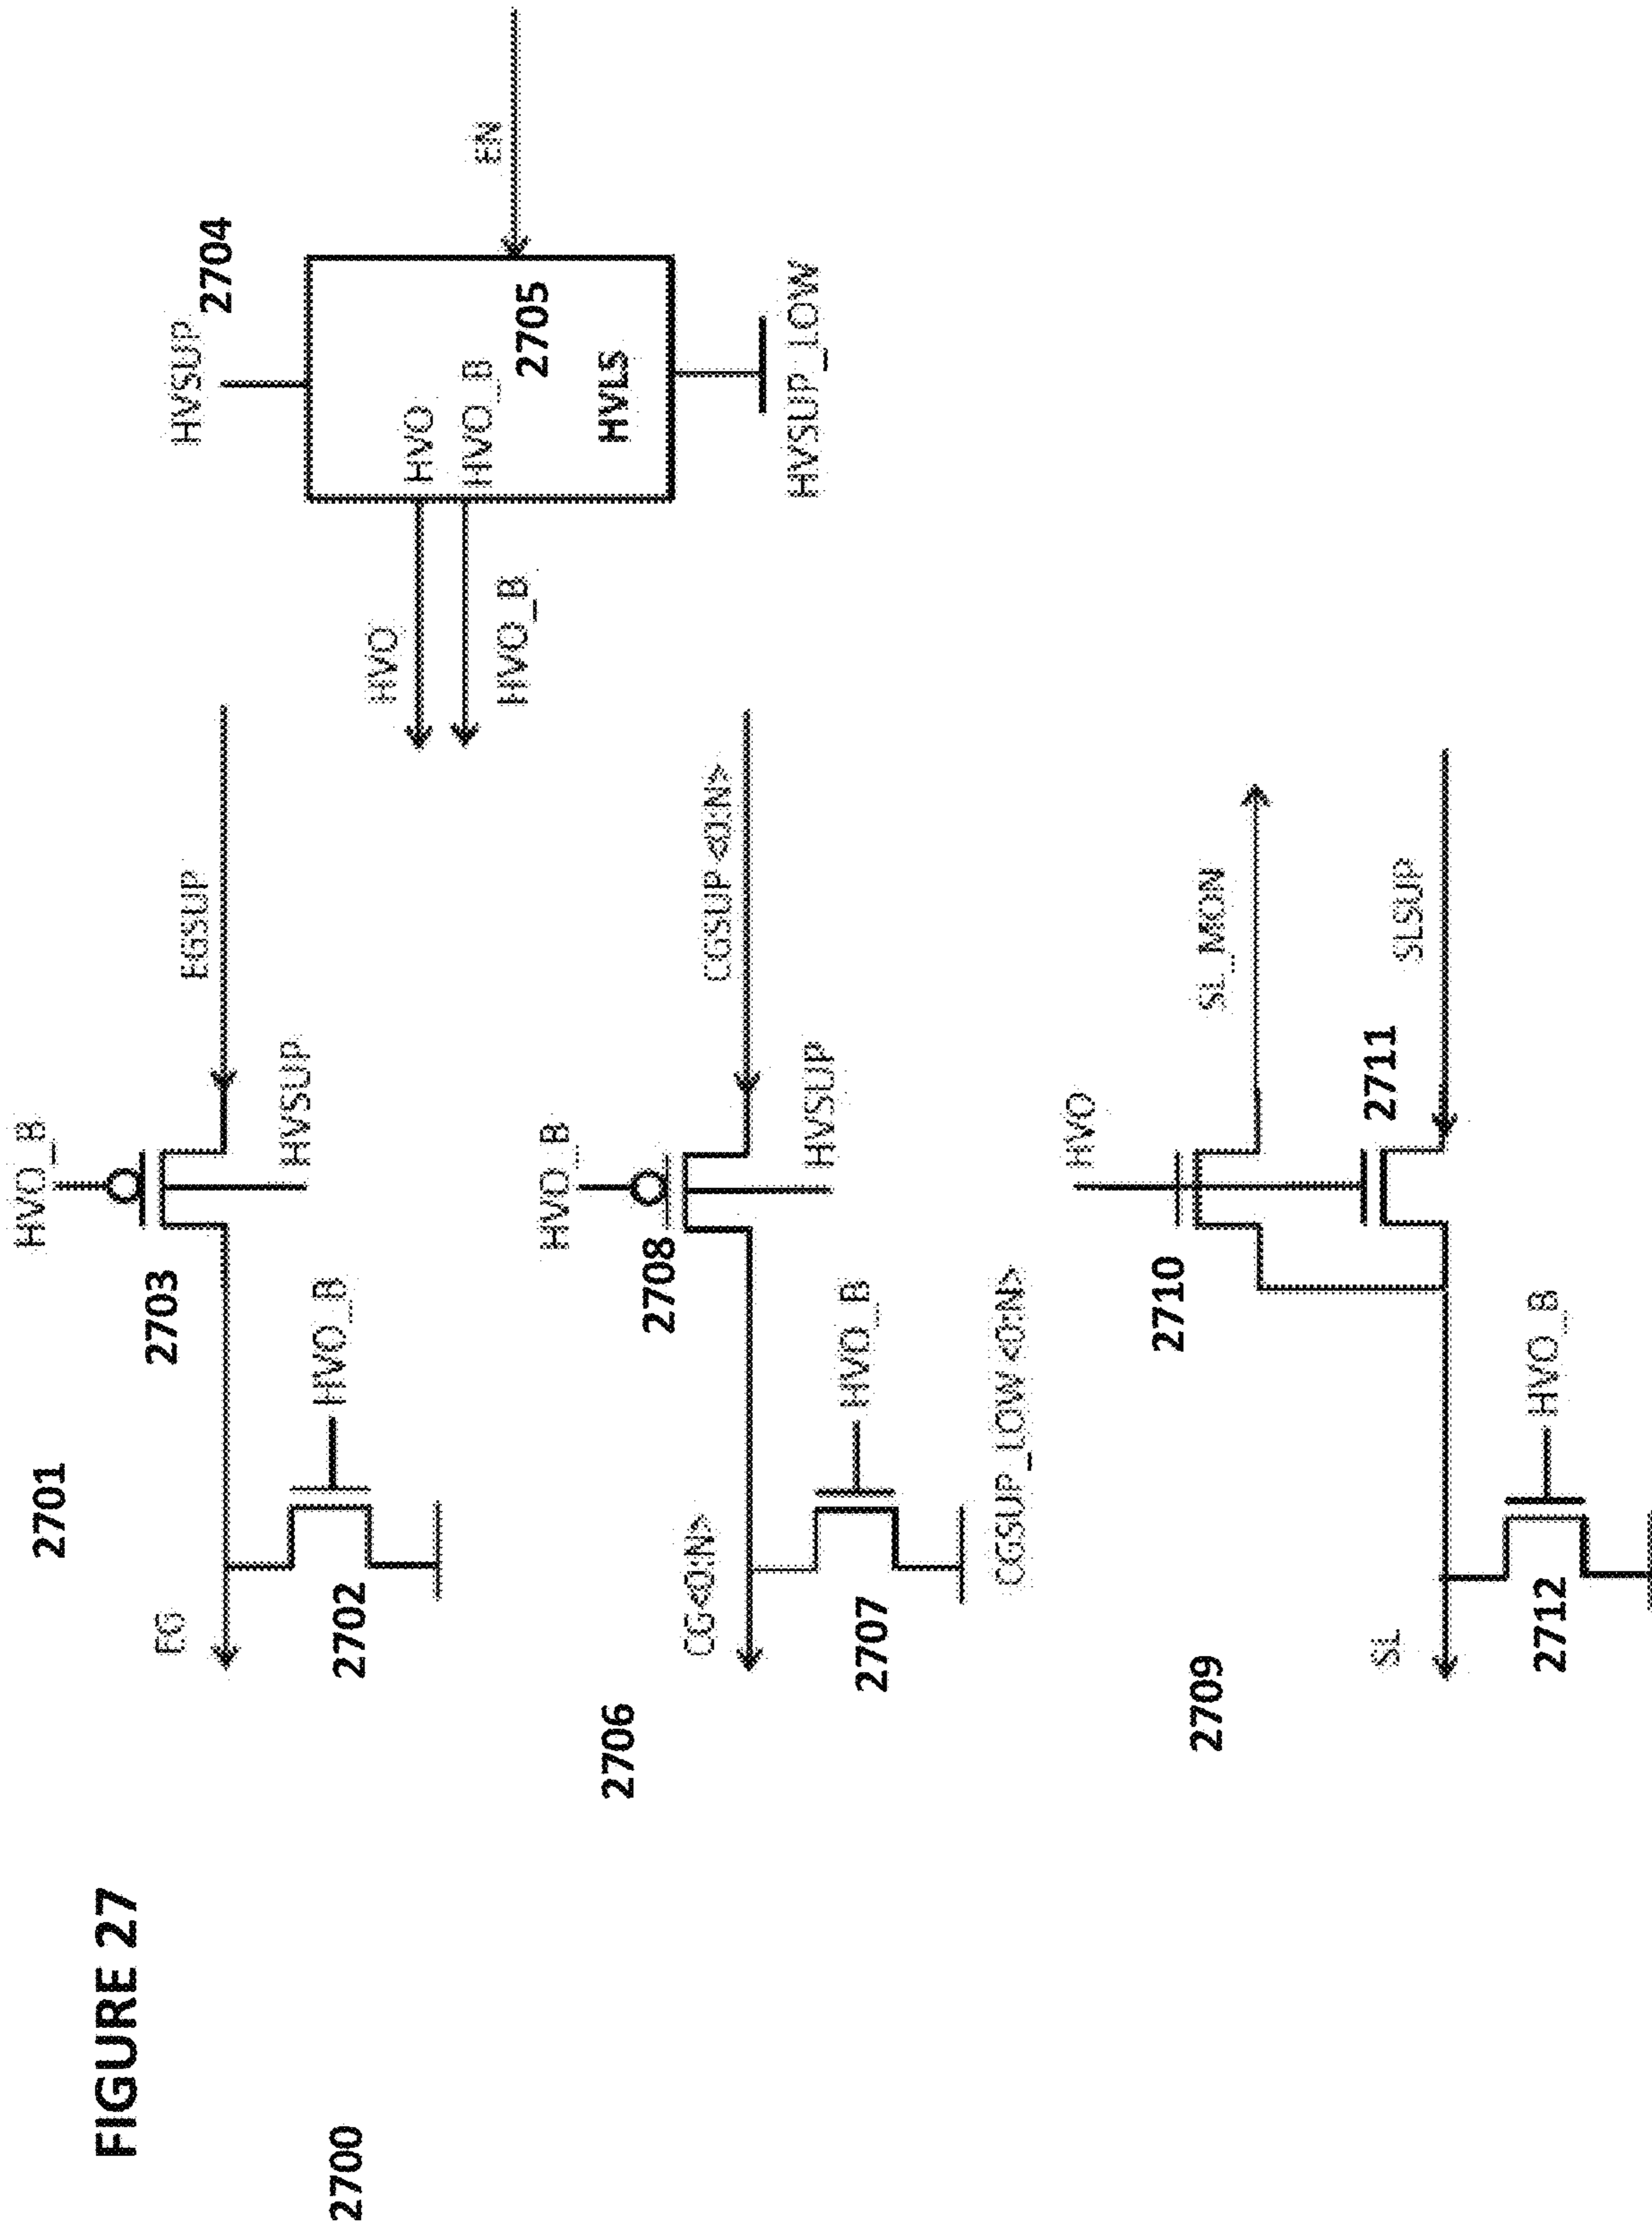 FIGURE 27
2700
2701
HVO_B
2703
EGSUP
HVSUP
EG
HVO_B
2702
HVSUP
2704
HVO
HVO_B
HVO
HVO_B
2705
HVLS
EN
HVSUP_LOW
2706
HVO_B
2708
CGSUP <0:N>
HVSUP
CG<0:N>
HVO_B
2707
CGSUP_LOW <0:N>
2709
HVO
2710
SL_MON
2711
SLSUP
SL
HVO_B
2712